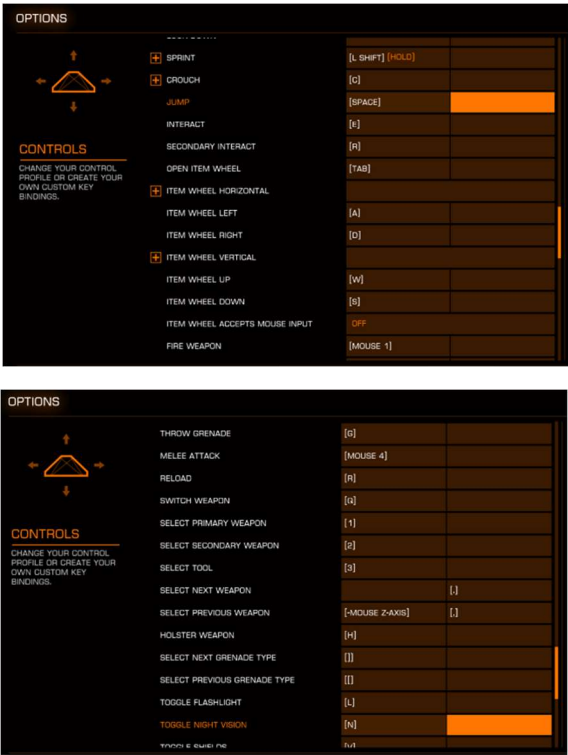 OPTIONS
SPRINT [L SHIFT] [HOLD]
CROUCH [C]
JUMP [SPACE]
INTERACT [E]
CONTROLS
SECONDARY INTERACT [R]
CHANGE YOUR CONTROL
PROFILE OR CREATE YOUR
OWN CUSTOM KEY
BINDINGS.
OPEN ITEM WHEEL [TAB]
ITEM WHEEL HORIZONTAL
ITEM WHEEL LEFT [A]
ITEM WHEEL RIGHT [D]
ITEM WHEEL VERTICAL
ITEM WHEEL UP [W]
ITEM WHEEL DOWN [S]
ITEM WHEEL ACCEPTS MOUSE INPUT OFF
FIRE WEAPON [MOUSE 1]
OPTIONS
THROW GRENADE [G]
MELEE ATTACK [MOUSE 4]
RELOAD [R]
SWITCH WEAPON [Q]
SELECT PRIMARY WEAPON [1]
CONTROLS
CHANGE YOUR CONTROL
PROFILE OR CREATE YOUR
OWN CUSTOM KEY
BINDINGS.
SELECT SECONDARY WEAPON [2]
SELECT TOOL [3]
SELECT NEXT WEAPON [.]
SELECT PREVIOUS WEAPON [-MOUSE Z-AXIS] [,]
HOLSTER WEAPON [H]
SELECT NEXT GRENADE TYPE []]
SELECT PREVIOUS GRENADE TYPE [[]
TOGGLE FLASHLIGHT [L]
TOGGLE NIGHT VISION [N]
TOGGLE SHIELDS [V]